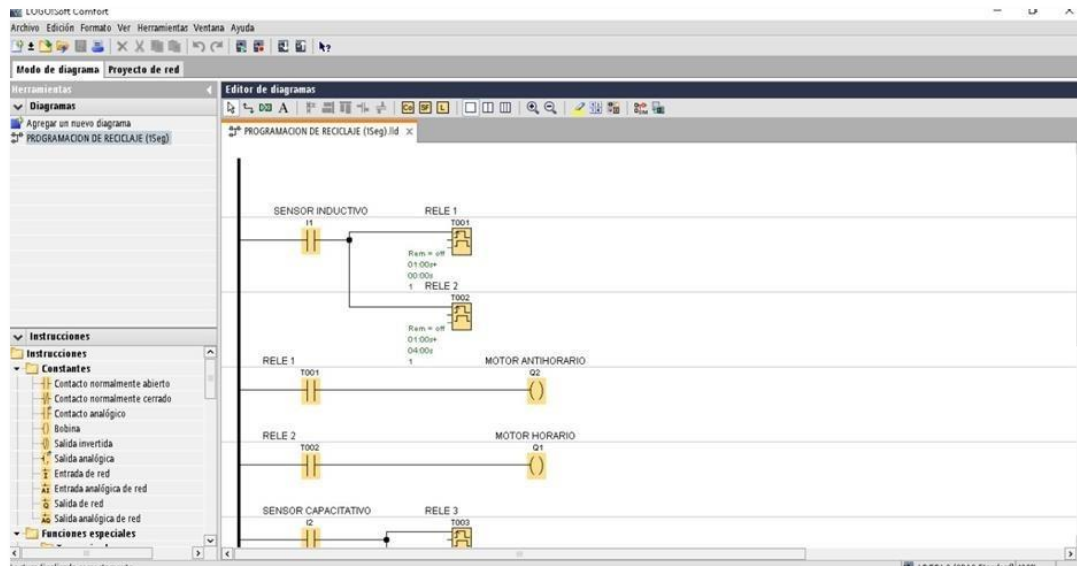 LOGO!Soft Comfort
Archivo Edición Formato Ver Herramientas Ventana Ayuda
Modo de diagrama Proyecto de red
Herramientas
Diagramas
Agregar un nuevo diagrama
PROGRAMACION DE RECICLAJE (1Seg)
Instrucciones
Instrucciones
Constantes
Contacto normalmente abierto
Contacto normalmente cerrado
Contacto analógico
Bobina
Salida invertida
Salida analógica
Entrada de red
Entrada analógica de red
Salida de red
Salida analógica de red
Funciones especiales
Editor de diagramas
A Co SF L
PROGRAMACION DE RECICLAJE (1Seg).lld
SENSOR INDUCTIVO RELE 1
I1 T001
Rem = off
01:00s+
00:00s
1 RELE 2
T002
Rem = off
01:00s+
04:00s
1
RELE 1 MOTOR ANTIHORARIO
T001 Q2
RELE 2 MOTOR HORARIO
T002 Q1
SENSOR CAPACITATIVO RELE 3
I2 T003